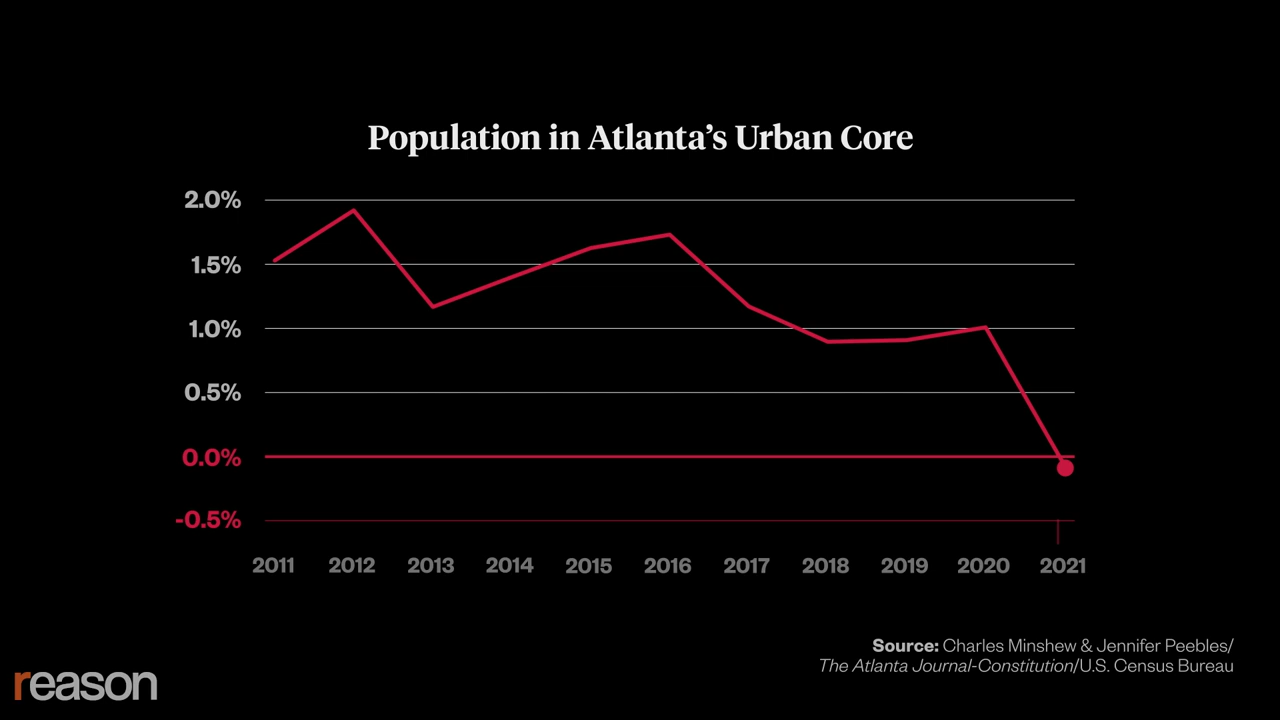 Population in Atlanta’s Urban Core
2.0%
1.5%
1.0%
0.5%
0.0%
-0.5%
2011 2012 2013 2014 2015 2016 2017 2018 2019 2020 2021
Source: Charles Minshew & Jennifer Peebles/
The Atlanta Journal-Constitution/U.S. Census Bureau
reason